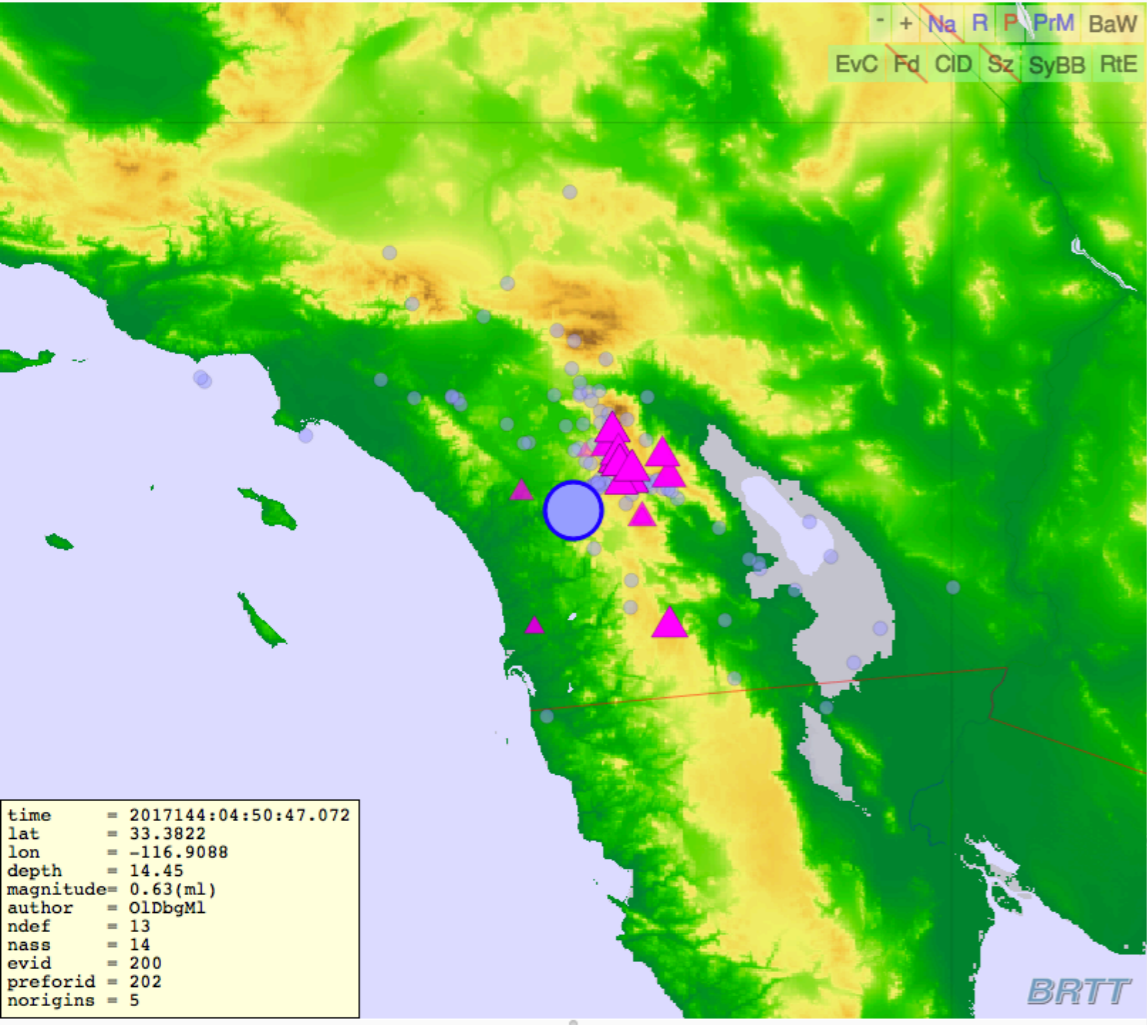 - + Na R P PrM BaW
EvC Fd ClD Sz SyBB RtE
time = 2017144:04:50:47.072
lat = 33.3822
lon = -116.9088
depth = 14.45
magnitude= 0.63(ml)
author = OlDbgMl
ndef = 13
nass = 14
evid = 200
preforid = 202
norigins = 5
BRTT